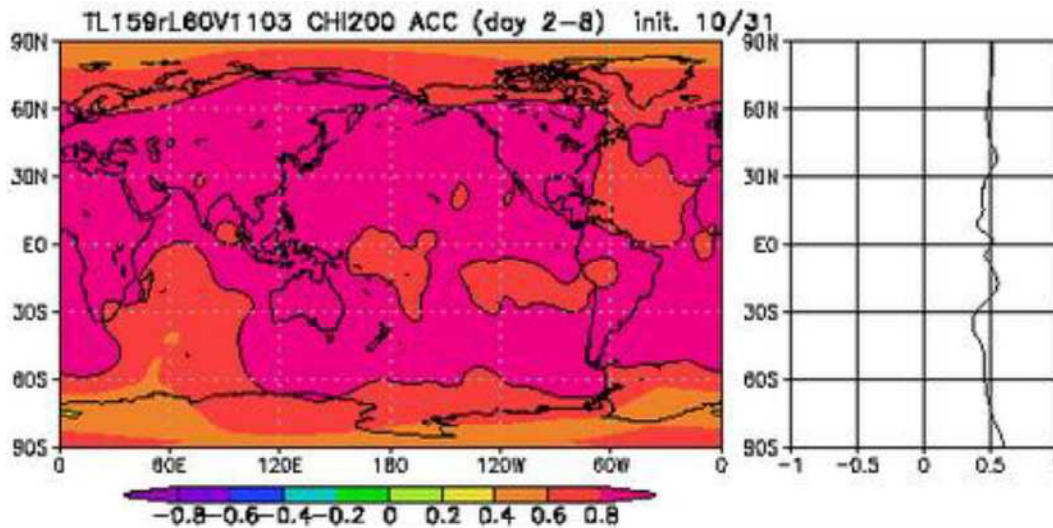 TL159rL60V1103 CHI200 ACC (day 2-8) init. 10/31
90N 90N
60N 60N
30N 30N
EQ EQ
30S 30S
60S 60S
90S 90S
0 60E 120E 180 120W 60W 0 -1 -0.5 0 0.5
-0.8-0.6-0.4-0.2 0 0.2 0.4 0.6 0.8